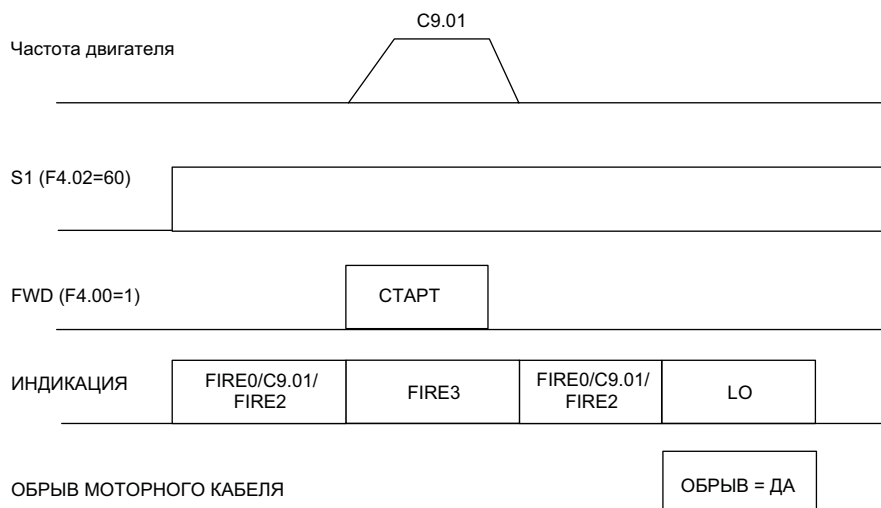 C9.01
Частота двигателя
S1 (F4.02=60)
FWD (F4.00=1)
СТАРТ
ИНДИКАЦИЯ
FIRE0/C9.01/
FIRE2
FIRE3
FIRE0/C9.01/
FIRE2
LO
ОБРЫВ МОТОРНОГО КАБЕЛЯ
ОБРЫВ = ДА